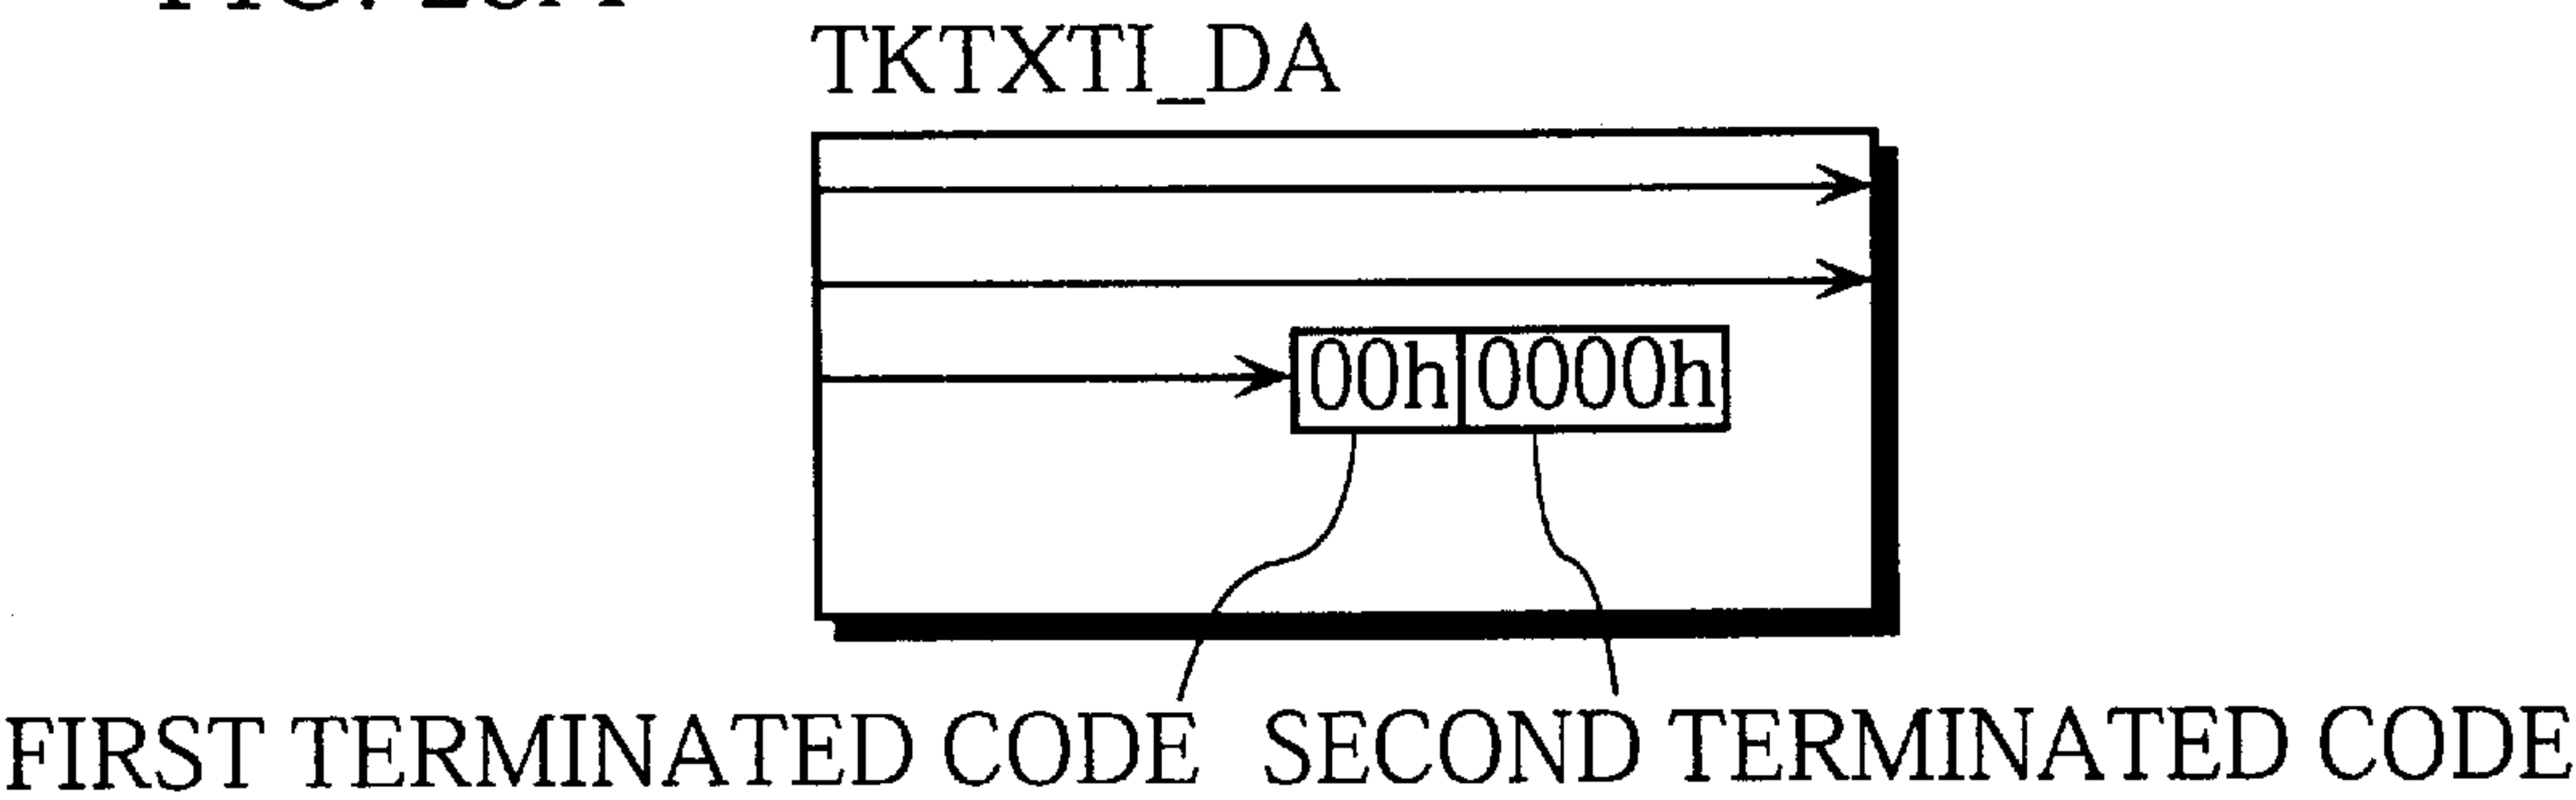 TKTXTI_DA
00h 0000h
FIRST TERMINATED CODE SECOND TERMINATED CODE